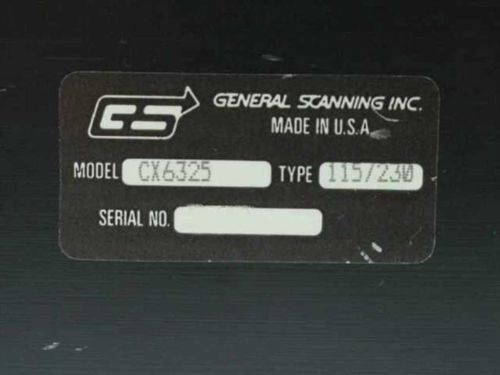 GS GENERAL SCANNING INC.
MADE IN U.S.A
MODEL CX6325 TYPE 115/230
SERIAL NO.